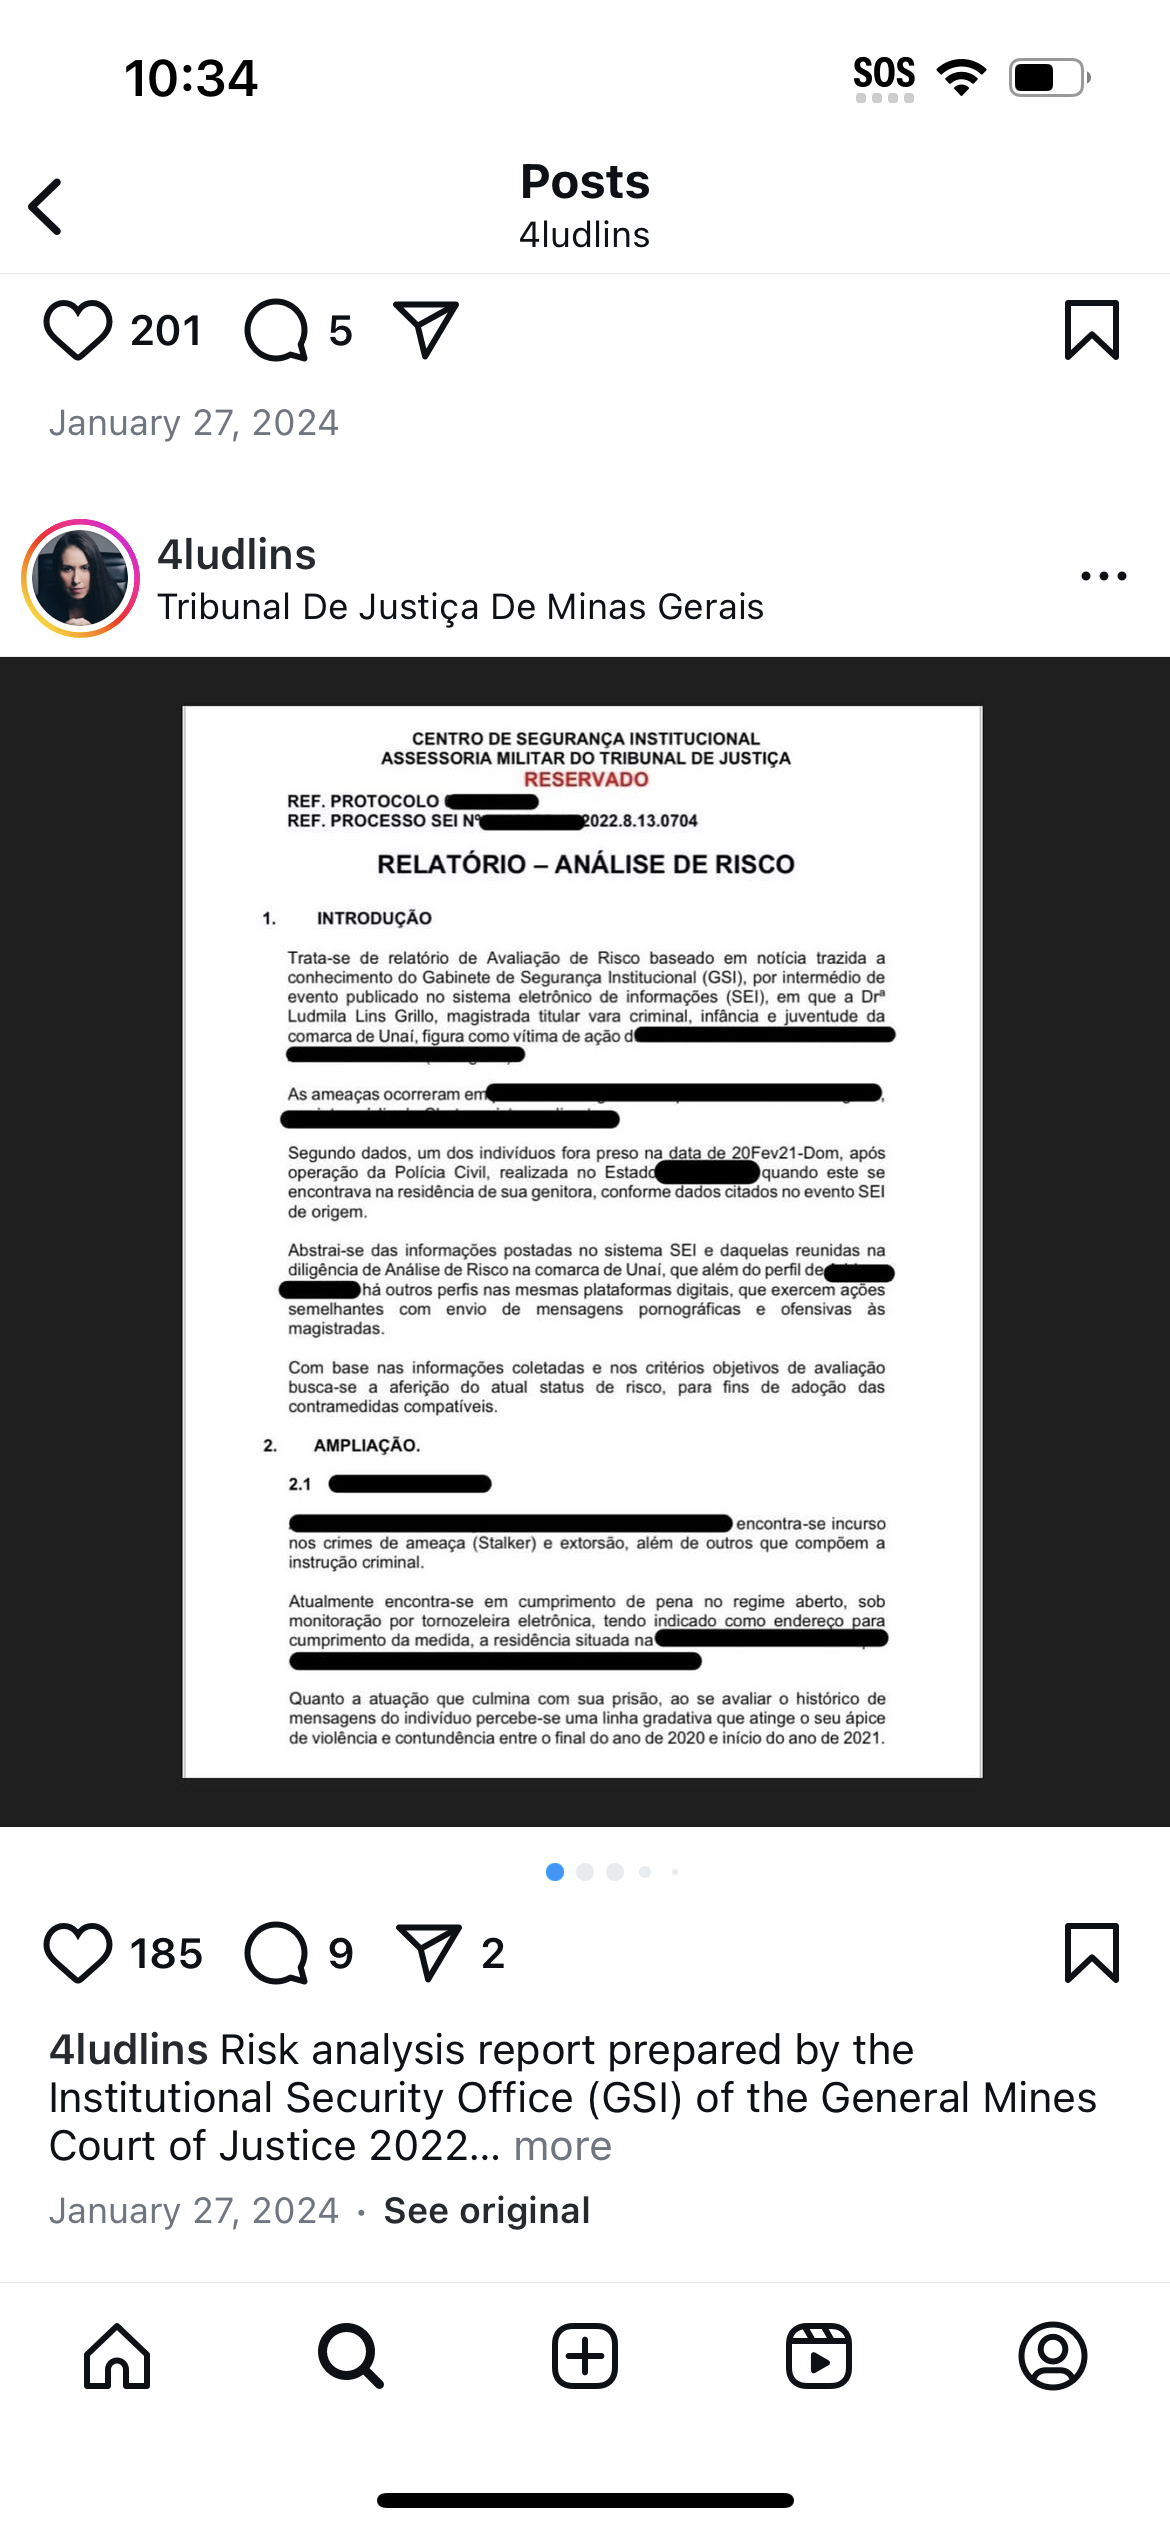 10:34
SOS
Posts
4ludlins
201
5
January 27, 2024
4ludlins
Tribunal De Justiça De Minas Gerais
CENTRO DE SEGURANÇA INSTITUCIONAL
ASSESSORIA MILITAR DO TRIBUNAL DE JUSTIÇA
RESERVADO
REF. PROTOCOLO
REF. PROCESSO SEI Nº 2022.8.13.0704
RELATÓRIO – ANÁLISE DE RISCO
1. INTRODUÇÃO
Trata-se de relatório de Avaliação de Risco baseado em notícia trazida a
conhecimento do Gabinete de Segurança Institucional (GSI), por intermédio de
evento publicado no sistema eletrônico de informações (SEI), em que a Drª
Ludmila Lins Grillo, magistrada titular vara criminal, infância e juventude da
comarca de Unaí, figura como vítima de ação d
As ameaças ocorreram em ,
Segundo dados, um dos indivíduos fora preso na data de 20Fev21-Dom, após
operação da Polícia Civil, realizada no Estado quando este se
encontrava na residência de sua genitora, conforme dados citados no evento SEI
de origem.
Abstrai-se das informações postadas no sistema SEI e daquelas reunidas na
diligência de Análise de Risco na comarca de Unaí, que além do perfil de
há outros perfis nas mesmas plataformas digitais, que exercem ações
semelhantes com envio de mensagens pornográficas e ofensivas às
magistradas.
Com base nas informações coletadas e nos critérios objetivos de avaliação
busca-se a aferição do atual status de risco, para fins de adoção das
contramedidas compatíveis.
2. AMPLIAÇÃO.
2.1
encontra-se incurso
nos crimes de ameaça (Stalker) e extorsão, além de outros que compõem a
instrução criminal.
Atualmente encontra-se em cumprimento de pena no regime aberto, sob
monitoração por tornozeleira eletrônica, tendo indicado como endereço para
cumprimento da medida, a residência situada na
Quanto a atuação que culmina com sua prisão, ao se avaliar o histórico de
mensagens do indivíduo percebe-se uma linha gradativa que atinge o seu ápice
de violência e contundência entre o final do ano de 2020 e início do ano de 2021.
185
9
2
4ludlins Risk analysis report prepared by the
Institutional Security Office (GSI) of the General Mines
Court of Justice 2022... more
January 27, 2024 • See original